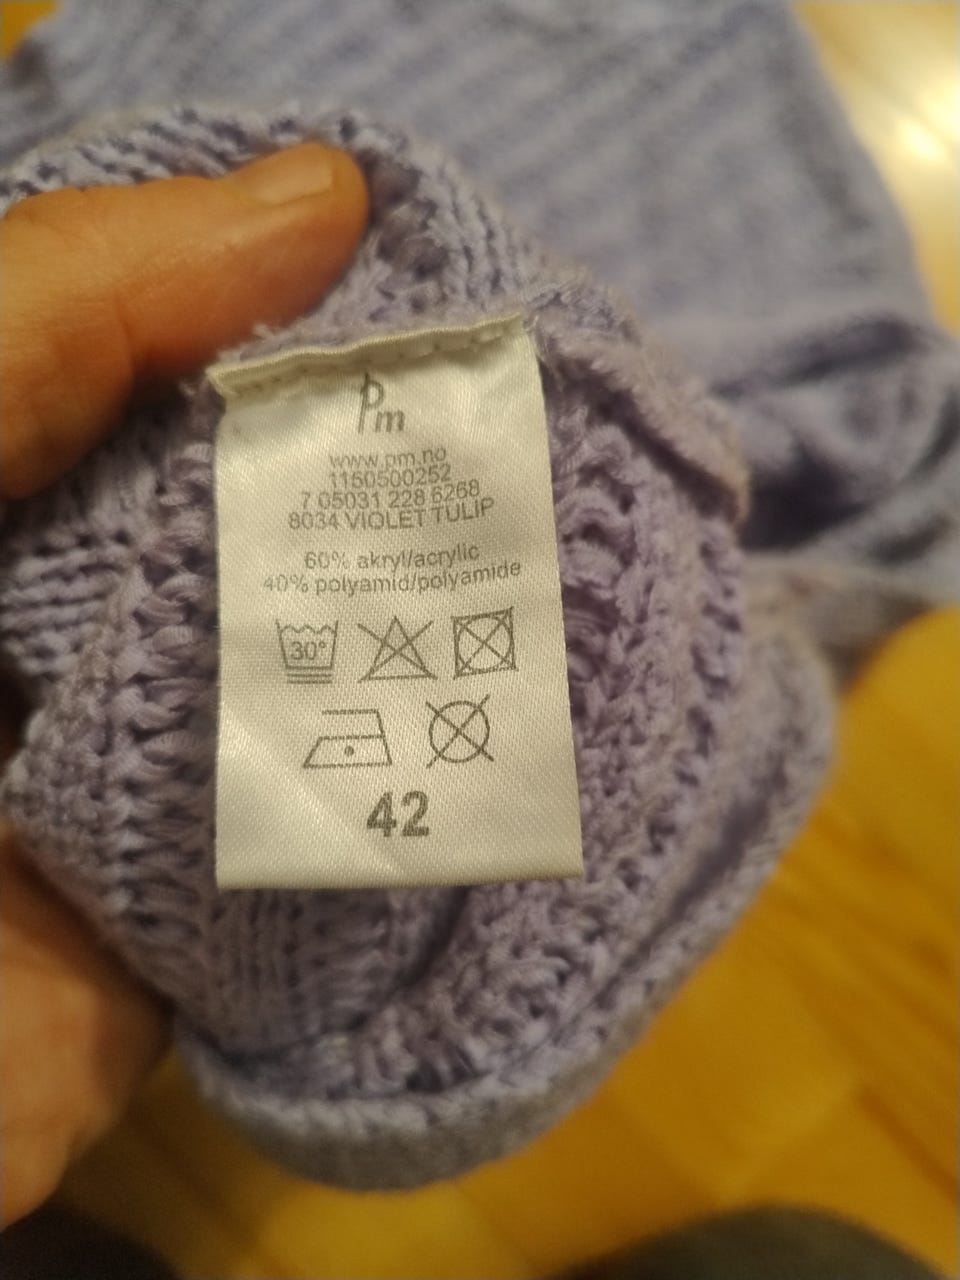 Pm
www.pm.no
1150500252
7 05031 228 6268
8034 VIOLET TULIP
60% akryl/acrylic
40% polyamid/polyamide
30°
42